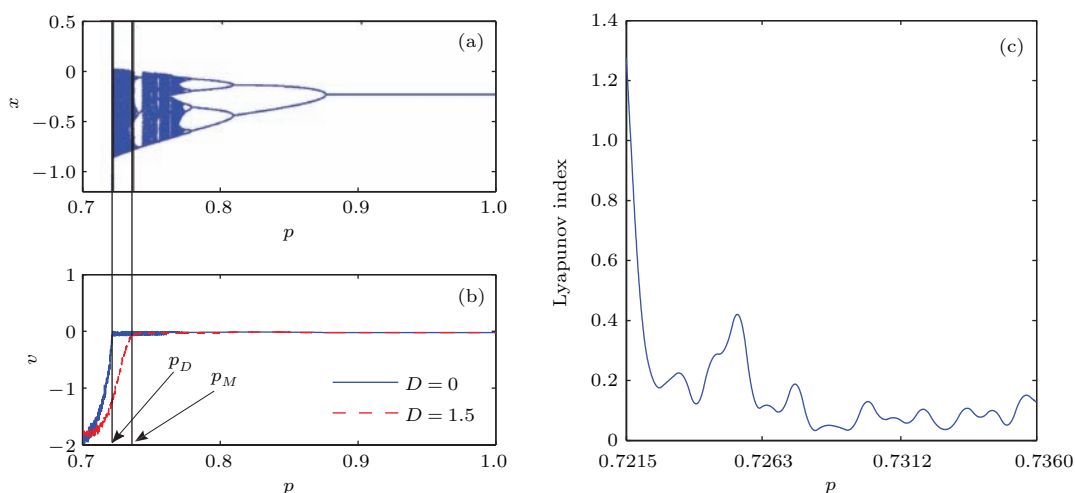 0.5
(a)
0
x
−0.5
−1.0
0.7
0.8
0.9
1.0
p
1
(b)
0
v
p_D
p_M
−1
D = 0
D = 1.5
−2
0.7
0.8
0.9
1.0
p
1.4
(c)
1.2
1.0
0.8
Lyapunov index
0.6
0.4
0.2
0
0.7215
0.7263
0.7312
0.7360
p